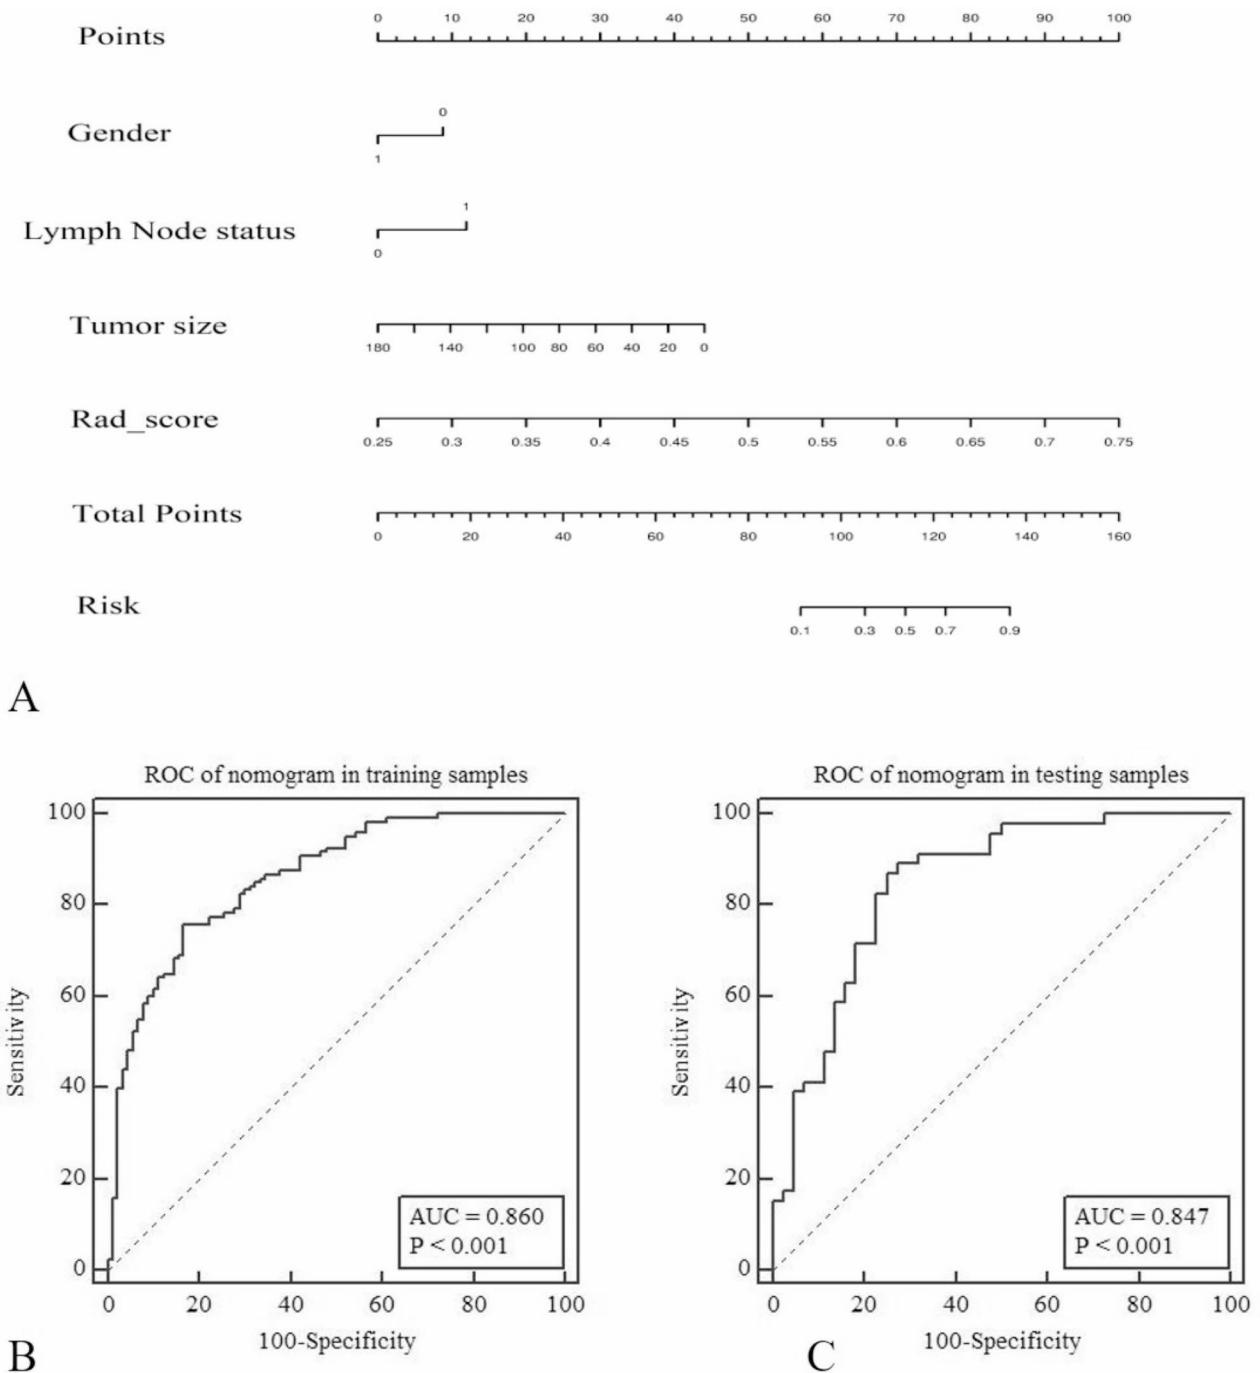 Points
0 10 20 30 40 50 60 70 80 90 100
Gender
0
1
Lymph Node status
1
0
Tumor size
180 140 100 80 60 40 20 0
Rad_score
0.25 0.3 0.35 0.4 0.45 0.5 0.55 0.6 0.65 0.7 0.75
Total Points
0 20 40 60 80 100 120 140 160
Risk
0.1 0.3 0.5 0.7 0.9
A
ROC of nomogram in training samples
100
80
60
40
20
0
Sensitivity
AUC = 0.860
P < 0.001
0 20 40 60 80 100
100-Specificity
B
ROC of nomogram in testing samples
100
80
60
40
20
0
Sensitivity
AUC = 0.847
P < 0.001
0 20 40 60 80 100
100-Specificity
C